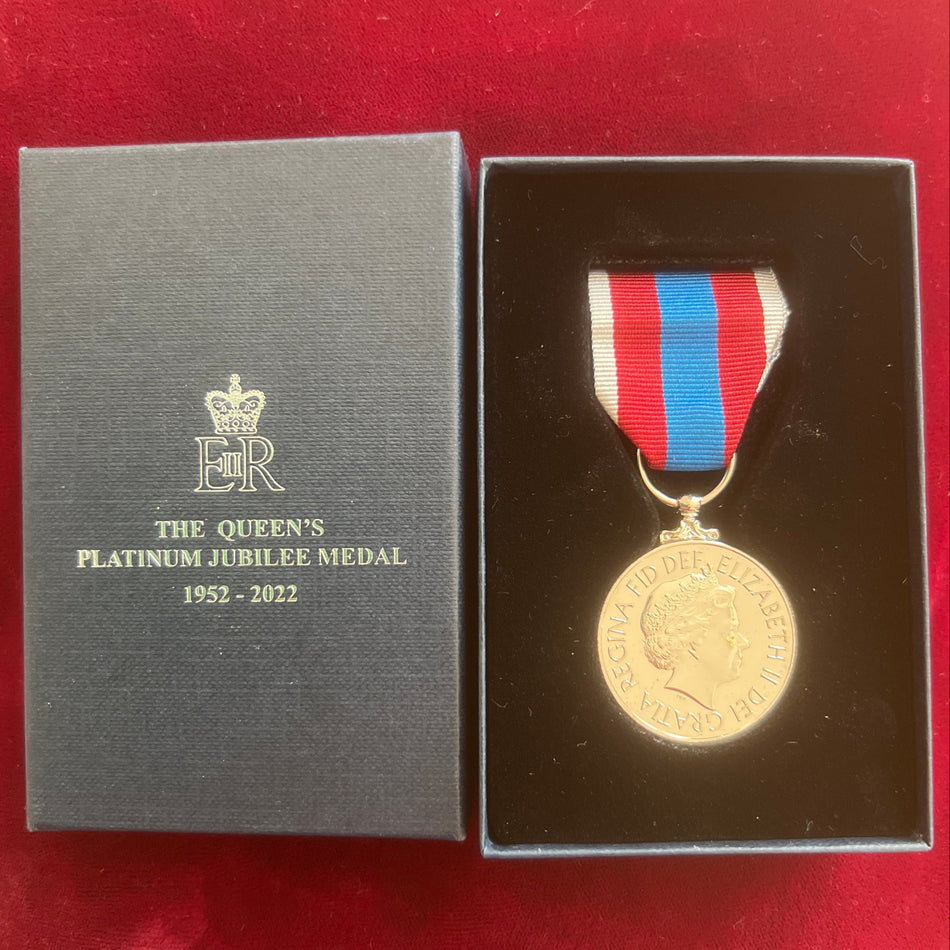 EIIR
THE QUEEN'S
PLATINUM JUBILEE MEDAL
1952 - 2022
ELIZABETH II · DEI GRATIA REGINA FID DEF